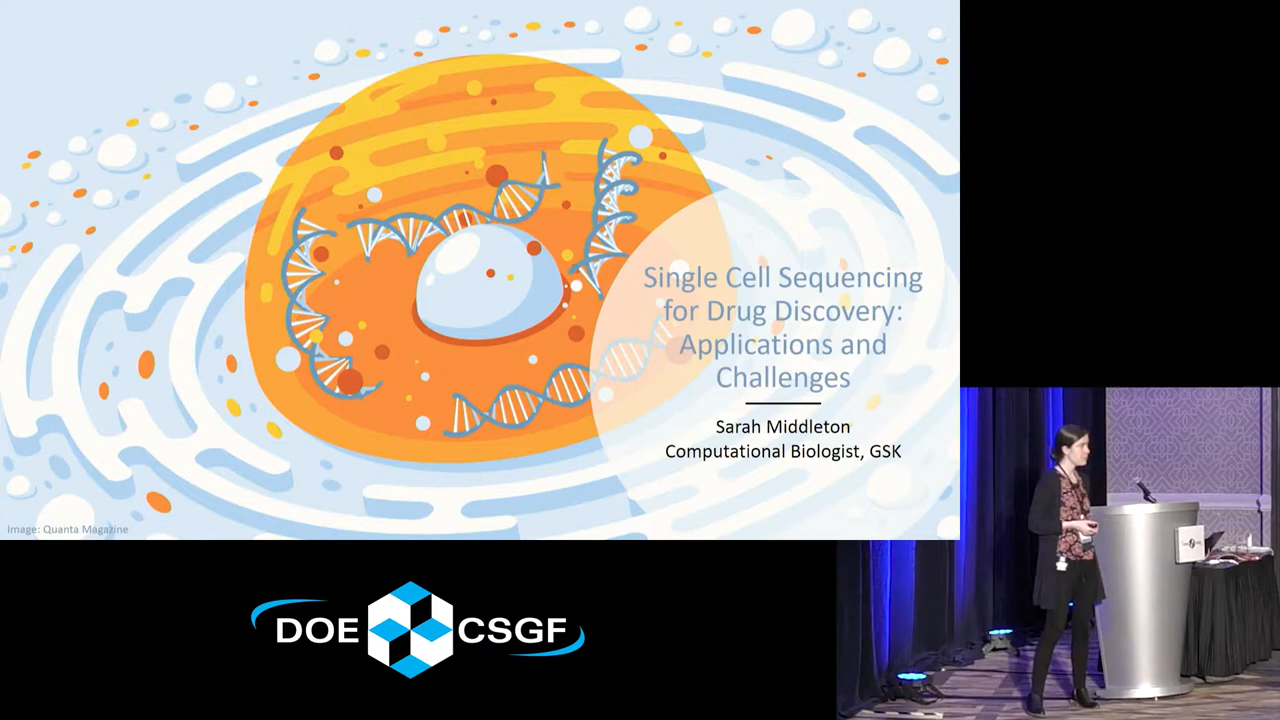 Single Cell Sequencing
for Drug Discovery:
Applications and
Challenges
Sarah Middleton
Computational Biologist, GSK
Image: Quanta Magazine
DOE CSGF